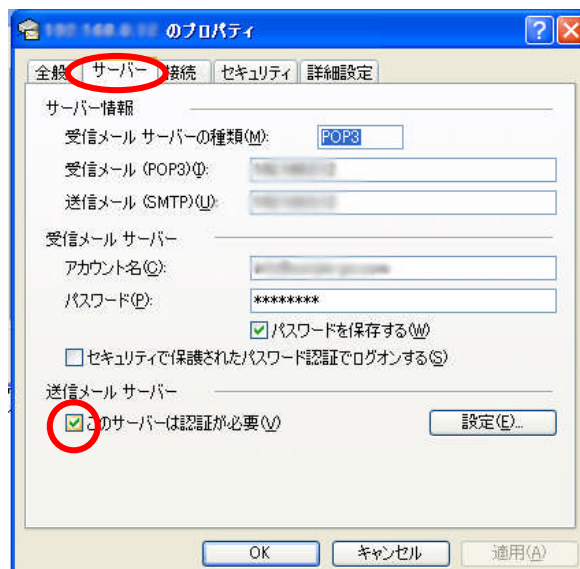 のプロパティ
全般 サーバー 接続 セキュリティ 詳細設定
サーバー情報
受信メール サーバーの種類(M): POP3
受信メール (POP3)(I):
送信メール (SMTP)(U):
受信メール サーバー
アカウント名(C):
パスワード(P): ********
パスワードを保存する(W)
セキュリティで保護されたパスワード認証でログオンする(S)
送信メール サーバー
このサーバーは認証が必要(V) 設定(E)...
OK キャンセル 適用(A)